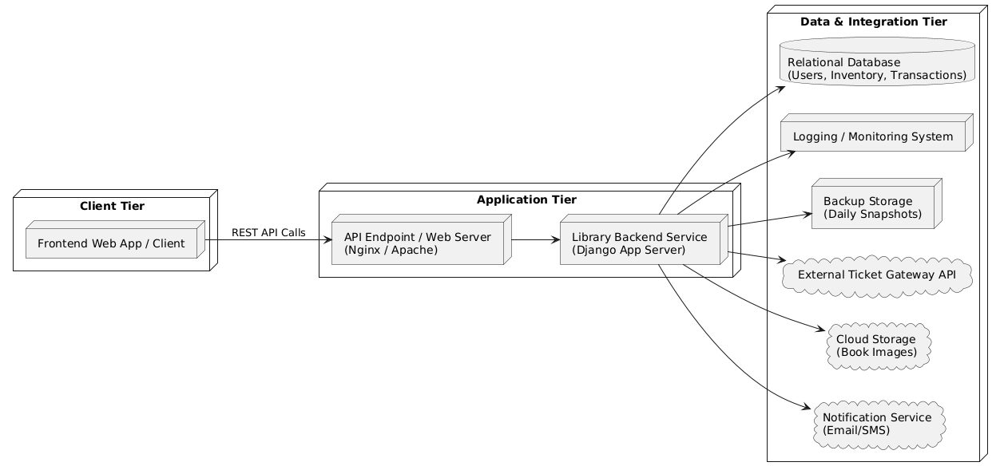 Client Tier
Frontend Web App / Client
REST API Calls
Application Tier
API Endpoint / Web Server
(Nginx / Apache)
Library Backend Service
(Django App Server)
Data & Integration Tier
Relational Database
(Users, Inventory, Transactions)
Logging / Monitoring System
Backup Storage
(Daily Snapshots)
External Ticket Gateway API
Cloud Storage
(Book Images)
Notification Service
(Email/SMS)